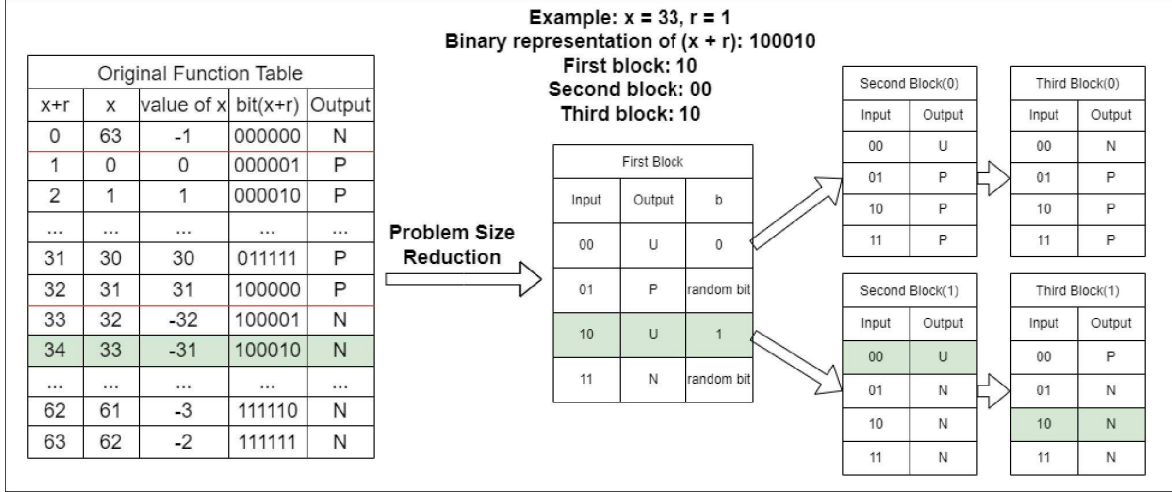 Example: x = 33, r = 1
Binary representation of (x + r): 100010
First block: 10
Second block: 00
Third block: 10
Original Function Table
x+r x value of x bit(x+r) Output
0 63 -1 000000 N
1 0 0 000001 P
2 1 1 000010 P
... ... ... ... ...
31 30 30 011111 P
32 31 31 100000 P
33 32 -32 100001 N
34 33 -31 100010 N
... ... ... ... ...
62 61 -3 111110 N
63 62 -2 111111 N
Problem Size
Reduction
First Block
Input Output b
00 U 0
01 P random bit
10 U 1
11 N random bit
Second Block(0)
Input Output
00 U
01 P
10 P
11 P
Third Block(0)
Input Output
00 N
01 P
10 P
11 P
Second Block(1)
Input Output
00 U
01 N
10 N
11 N
Third Block(1)
Input Output
00 P
01 N
10 N
11 N